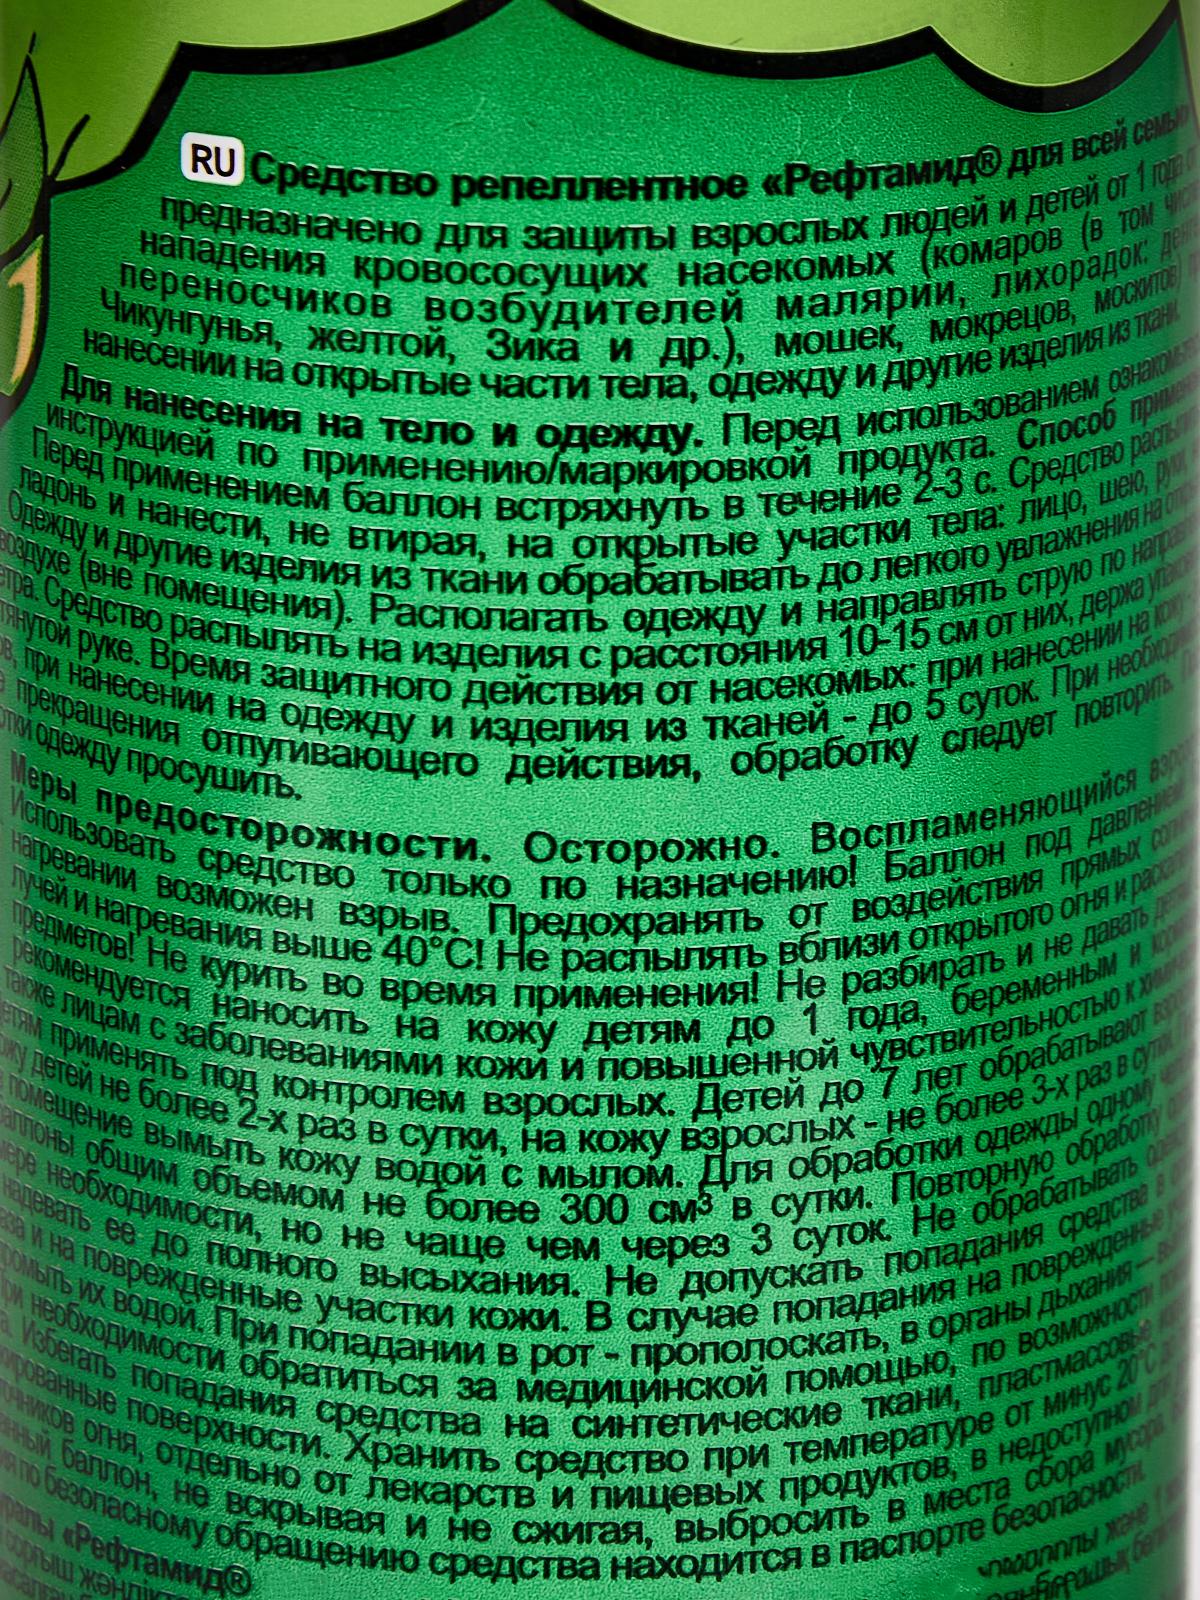 RU Средство репеллентное «Рефтамид® для всей семьи
предназначено для защиты взрослых людей и детей от 1 года от
нападения кровососущих насекомых (комаров (в том числе
переносчиков возбудителей малярии, лихорадок: денге,
Чикунгунья, желтой, Зика и др.), мошек, мокрецов, москитов)
нанесении на открытые части тела, одежду и другие изделия из ткани.
Для нанесения на тело и одежду. Перед использованием
инструкцией по применению/маркировкой продукта. Способ
Перед применением баллон встряхнуть в течение 2-3 с. Средство
ладонь и нанести, не втирая, на открытые участки тела: лицо, шею, руки,
Одежду и другие изделия из ткани обрабатывать до легкого увлажнения на
воздухе (вне помещения). Располагать одежду и направлять струю по
Средство распылять на изделия с расстояния 10-15 см от них, держа
руке. Время защитного действия от насекомых: при нанесении на кожу
при нанесении на одежду и изделия из тканей - до 5 суток. При
прекращения отпугивающего действия, обработку следует повторить.
одежду просушить.
Меры предосторожности. Осторожно. Воспламеняющийся
Использовать средство только по назначению! Баллон под давлением
нагревании возможен взрыв. Предохранять от воздействия прямых
лучей и нагревания выше 40°С! Не распылять вблизи открытого огня и
предметов! Не курить во время применения! Не разбирать и не давать
рекомендуется наносить на кожу детям до 1 года, беременным и
также лицам с заболеваниями кожи и повышенной чувствительностью к
применять под контролем взрослых. Детей до 7 лет обрабатывают
детей не более 2-х раз в сутки, на кожу взрослых - не более 3-х раз в сутки.
помещение вымыть кожу водой с мылом. Для обработки одежды одному
баллоны общим объемом не более 300 см³ в сутки. Повторную обработку
необходимости, но не чаще чем через 3 суток. Не обрабатывать
надевать ее до полного высыхания. Не допускать попадания средства в
и на поврежденные участки кожи. В случае попадания на поврежденные
промыть их водой. При попадании в рот - прополоскать, в органы дыхания —
При необходимости обратиться за медицинской помощью, по возможности
Избегать попадания средства на синтетические ткани, пластмассовые,
поверхности. Хранить средство при температуре от минус 20°С
огня, отдельно от лекарств и пищевых продуктов, в недоступном
баллон, не вскрывая и не сжигая, выбросить в места сбора мусора.
по безопасному обращению средства находится в паспорте безопасности.
«Рефтамид®